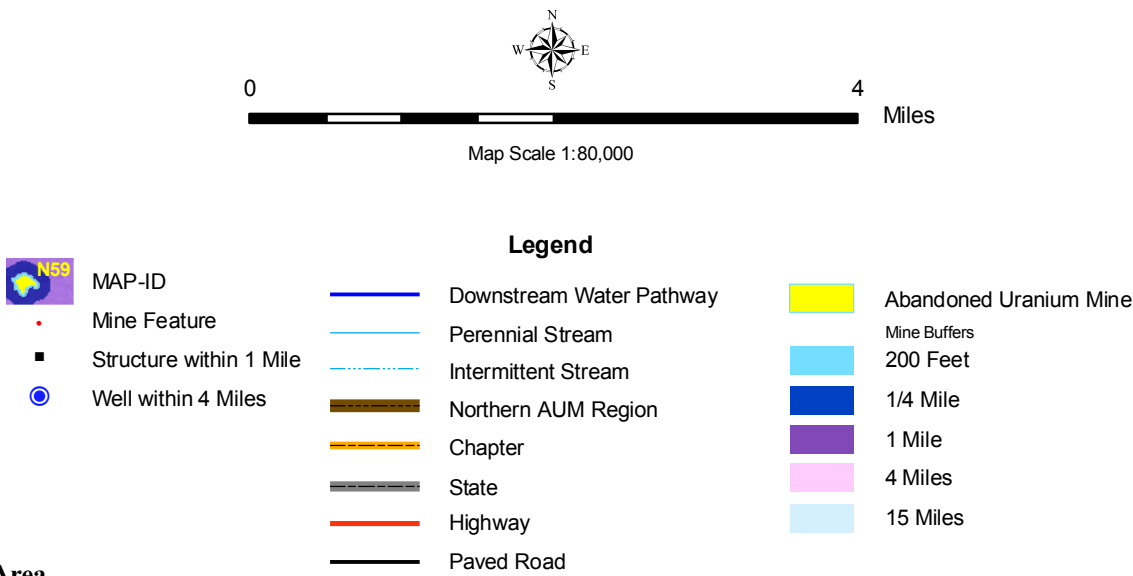 N
W E
S
0 4
Miles
Map Scale 1:80,000
Legend
N59 MAP-ID
Mine Feature
Structure within 1 Mile
Well within 4 Miles
Downstream Water Pathway
Perennial Stream
Intermittent Stream
Northern AUM Region
Chapter
State
Highway
Paved Road
Abandoned Uranium Mine
Mine Buffers
200 Feet
1/4 Mile
1 Mile
4 Miles
15 Miles
Area